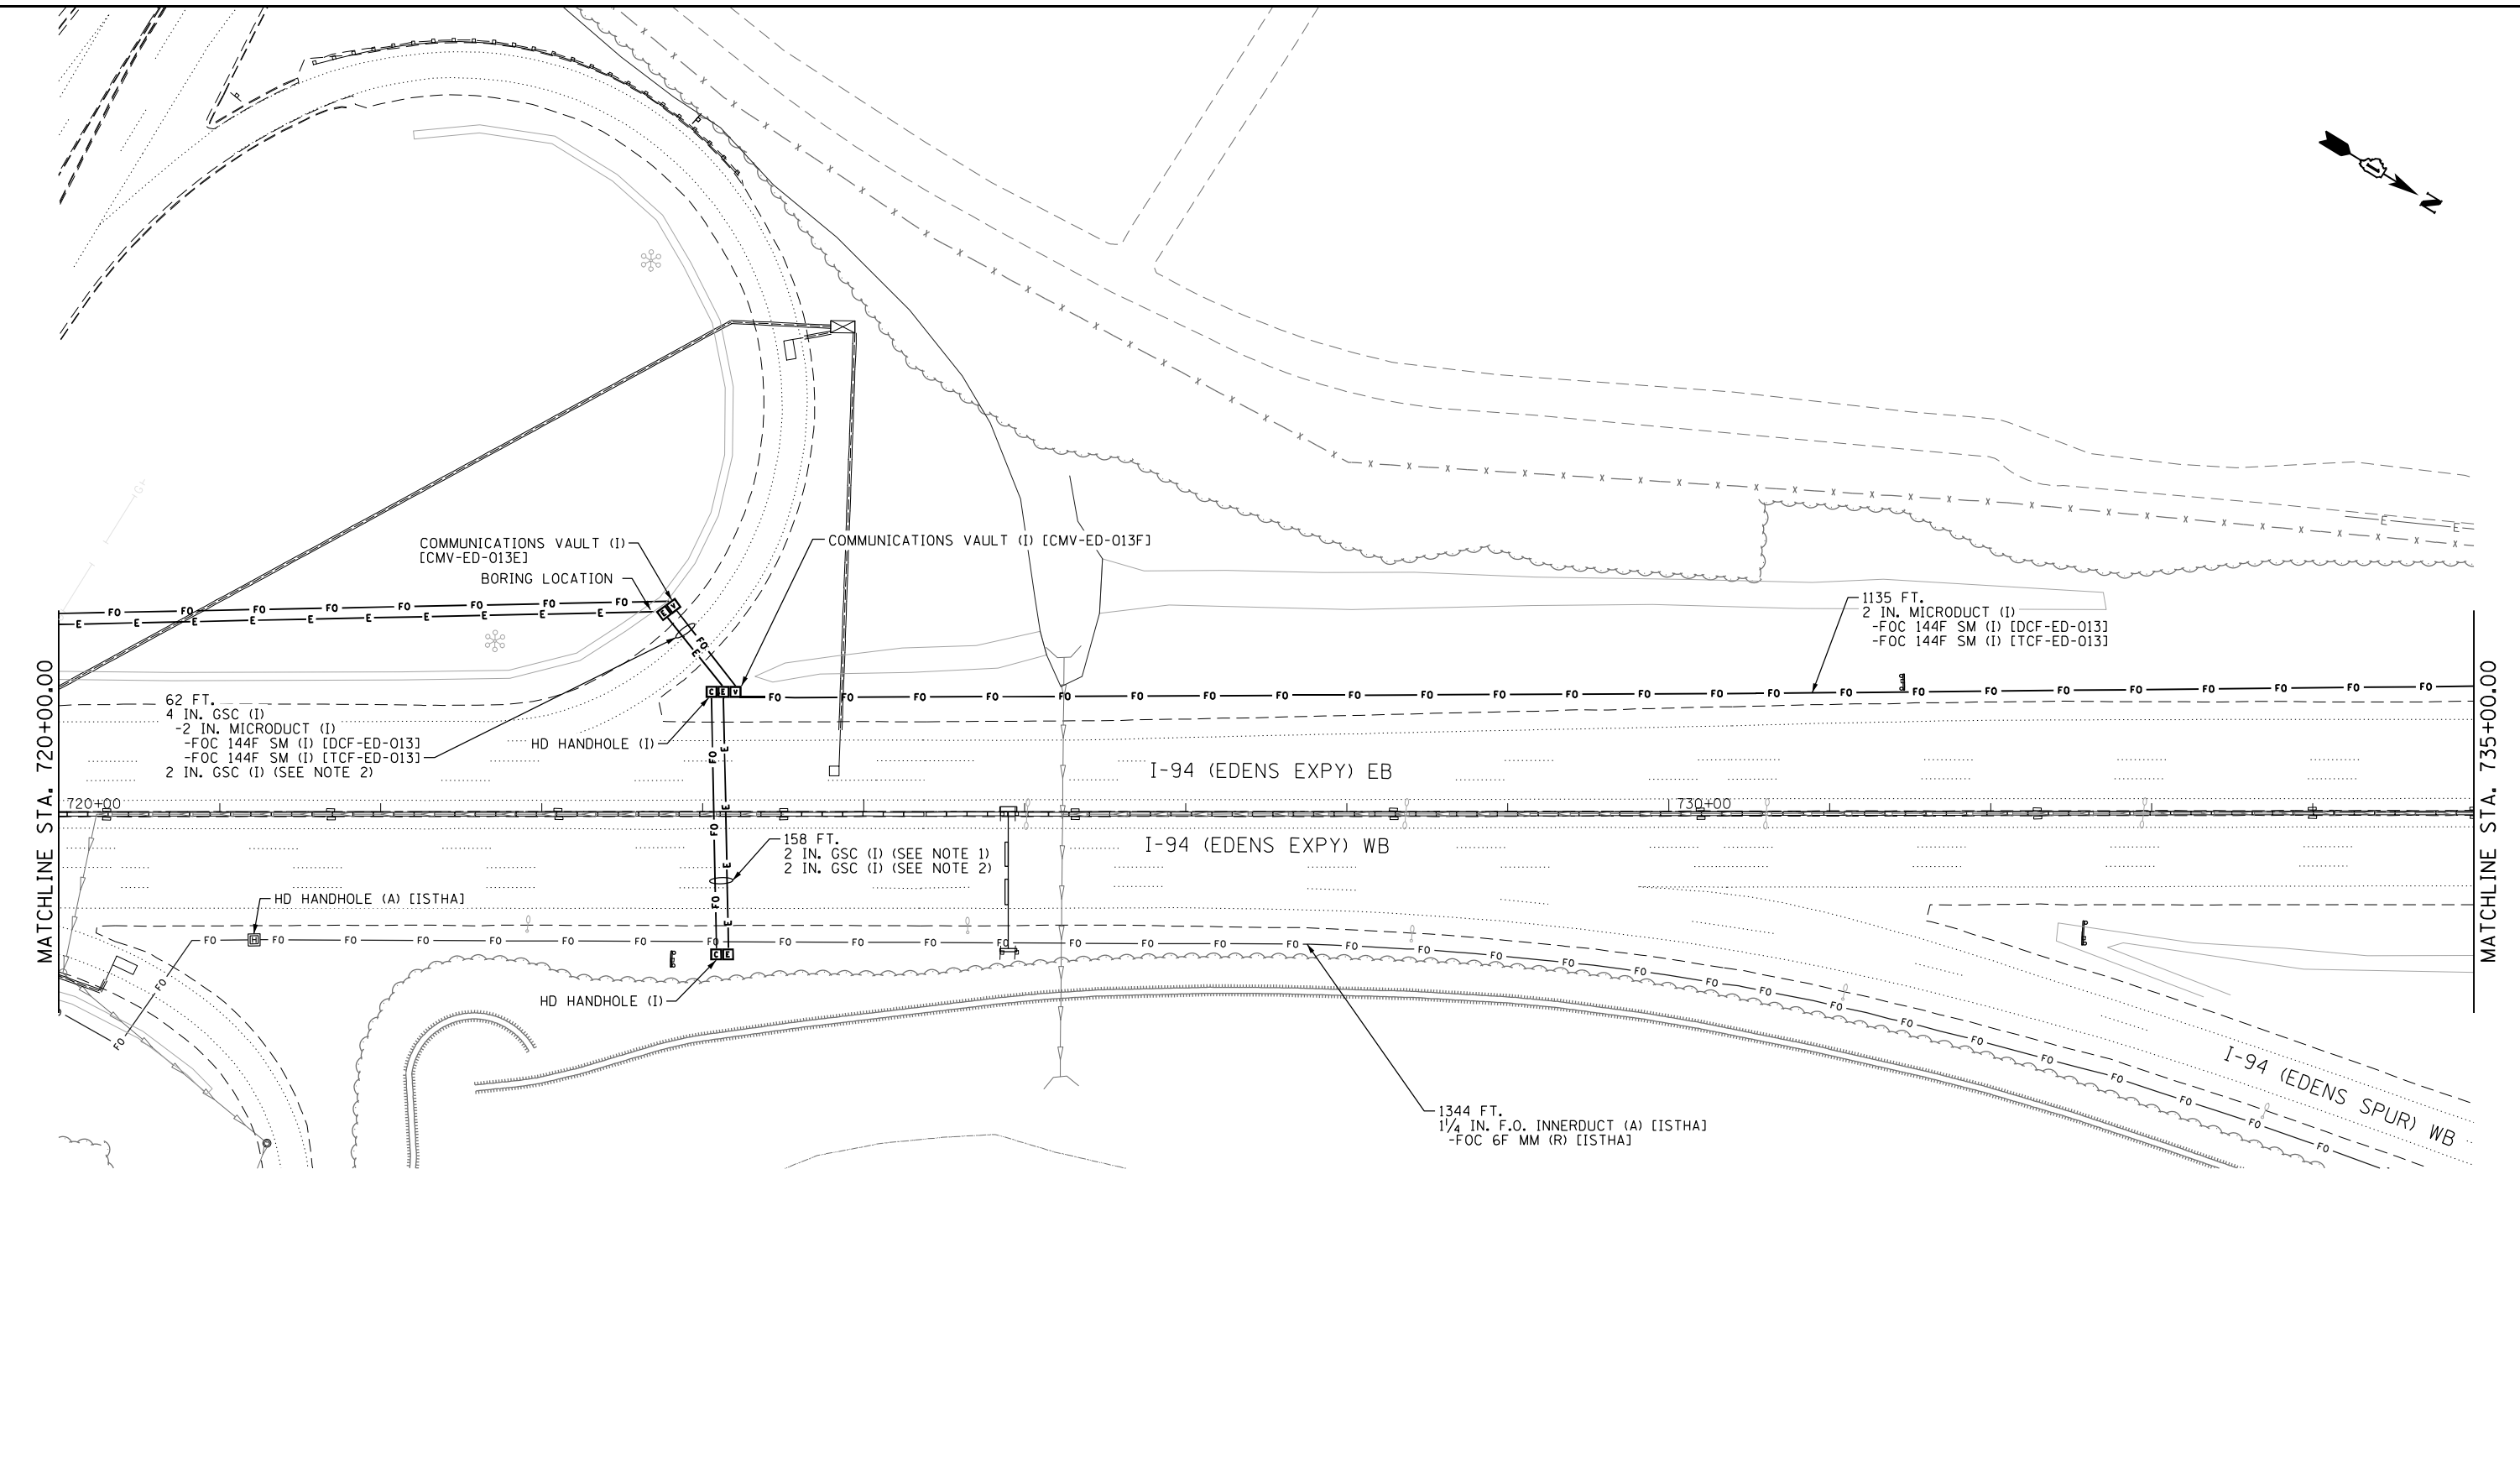 N
COMMUNICATIONS VAULT (I)
[CMV-ED-013E]
BORING LOCATION
COMMUNICATIONS VAULT (I) [CMV-ED-013F]
1135 FT.
2 IN. MICRODUCT (I)
-FOC 144F SM (I) [DCF-ED-013]
-FOC 144F SM (I) [TCF-ED-013]
MATCHLINE STA. 720+00.00
MATCHLINE STA. 735+00.00
62 FT.
4 IN. GSC (I)
-2 IN. MICRODUCT (I)
-FOC 144F SM (I) [DCF-ED-013]
-FOC 144F SM (I) [TCF-ED-013]
2 IN. GSC (I) (SEE NOTE 2)
HD HANDHOLE (I)
I-94 (EDENS EXPY) EB
720+00
730+00
I-94 (EDENS EXPY) WB
158 FT.
2 IN. GSC (I) (SEE NOTE 1)
2 IN. GSC (I) (SEE NOTE 2)
HD HANDHOLE (A) [ISTHA]
HD HANDHOLE (I)
I-94 (EDENS SPUR) WB
1344 FT.
1 1/4 IN. F.O. INNERDUCT (A) [ISTHA]
-FOC 6F MM (R) [ISTHA]